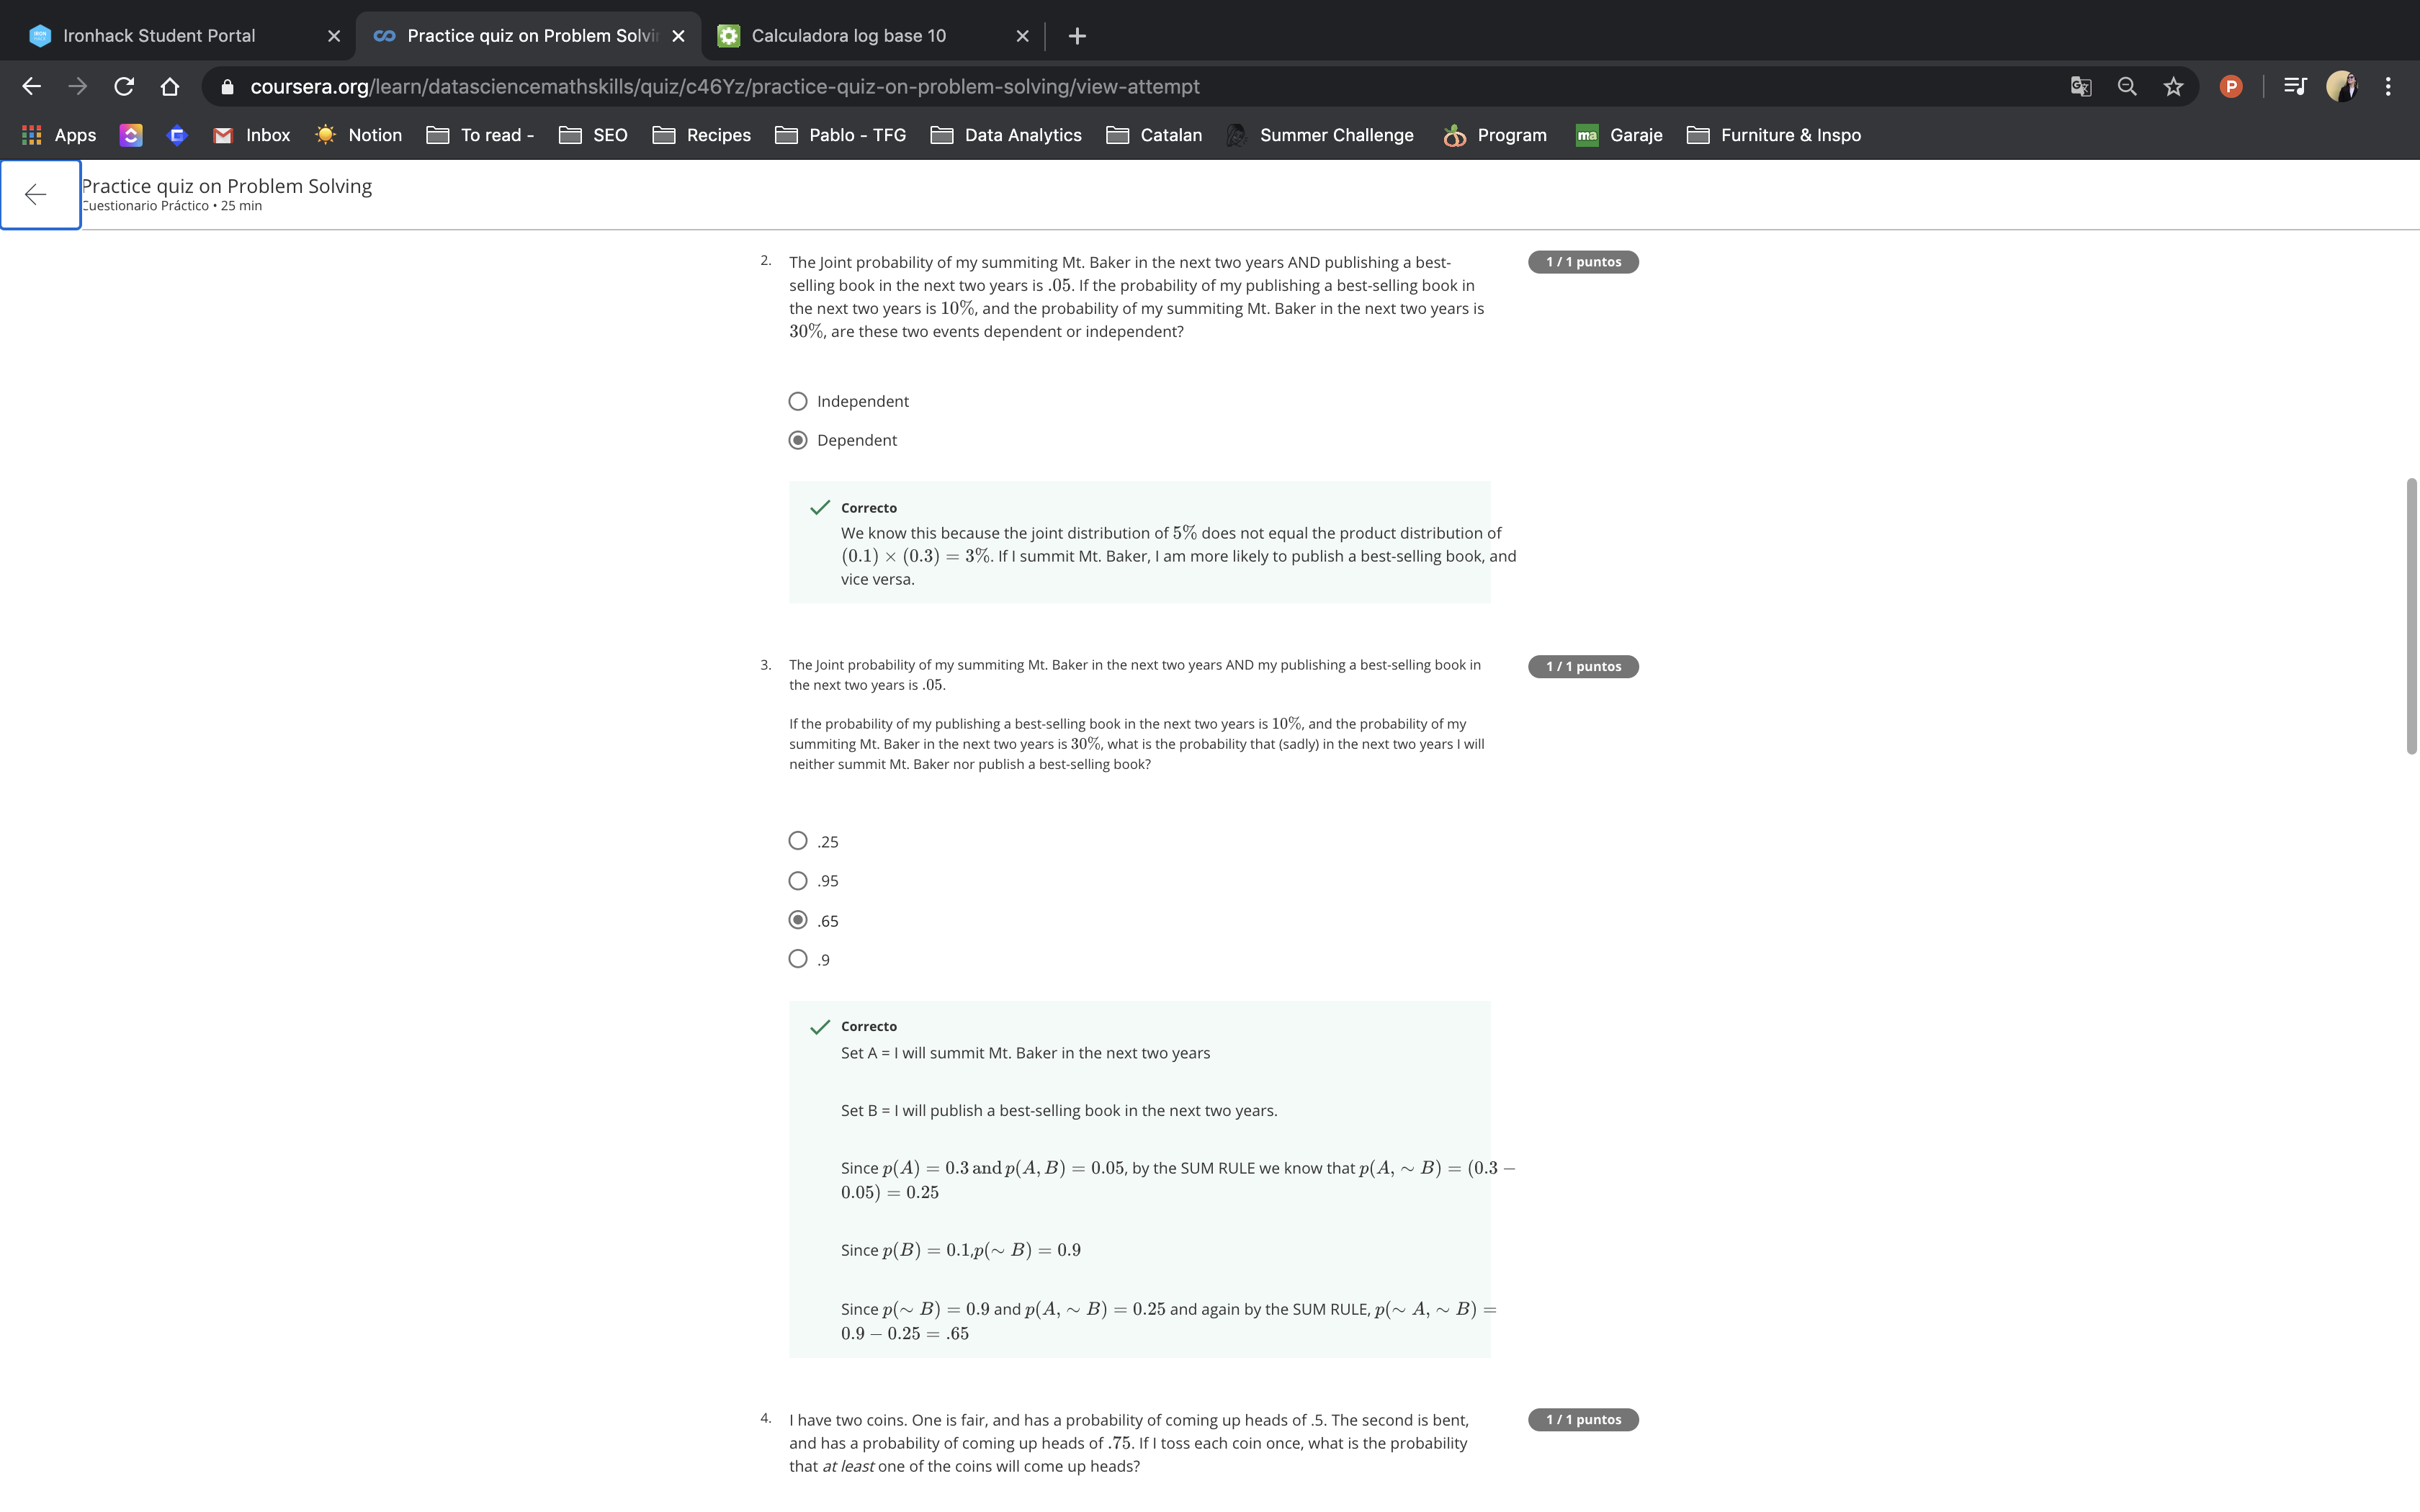 Ironhack Student Portal
Practice quiz on Problem Solvi
Calculadora log base 10
coursera.org/learn/datasciencemathskills/quiz/c46Yz/practice-quiz-on-problem-solving/view-attempt
P
Apps
Inbox
Notion
To read -
SEO
Recipes
Pablo - TFG
Data Analytics
Catalan
Summer Challenge
Program
ma
Garaje
Furniture & Inspo
Practice quiz on Problem Solving
Cuestionario Práctico • 25 min
2. The Joint probability of my summiting Mt. Baker in the next two years AND publishing a best-
selling book in the next two years is .05. If the probability of my publishing a best-selling book in
the next two years is 10%, and the probability of my summiting Mt. Baker in the next two years is
30%, are these two events dependent or independent?
1 / 1 puntos
Independent
Dependent
Correcto
We know this because the joint distribution of 5% does not equal the product distribution of
(0.1) × (0.3) = 3%. If I summit Mt. Baker, I am more likely to publish a best-selling book, and
vice versa.
3. The Joint probability of my summiting Mt. Baker in the next two years AND my publishing a best-selling book in
the next two years is .05.
1 / 1 puntos
If the probability of my publishing a best-selling book in the next two years is 10%, and the probability of my
summiting Mt. Baker in the next two years is 30%, what is the probability that (sadly) in the next two years I will
neither summit Mt. Baker nor publish a best-selling book?
.25
.95
.65
.9
Correcto
Set A = I will summit Mt. Baker in the next two years
Set B = I will publish a best-selling book in the next two years.
Since p(A) = 0.3 and p(A, B) = 0.05, by the SUM RULE we know that p(A, ∼ B) = (0.3 −
0.05) = 0.25
Since p(B) = 0.1,p(∼ B) = 0.9
Since p(∼ B) = 0.9 and p(A, ∼ B) = 0.25 and again by the SUM RULE, p(∼ A, ∼ B) =
0.9 − 0.25 = .65
4. I have two coins. One is fair, and has a probability of coming up heads of .5. The second is bent,
and has a probability of coming up heads of .75. If I toss each coin once, what is the probability
that at least one of the coins will come up heads?
1 / 1 puntos